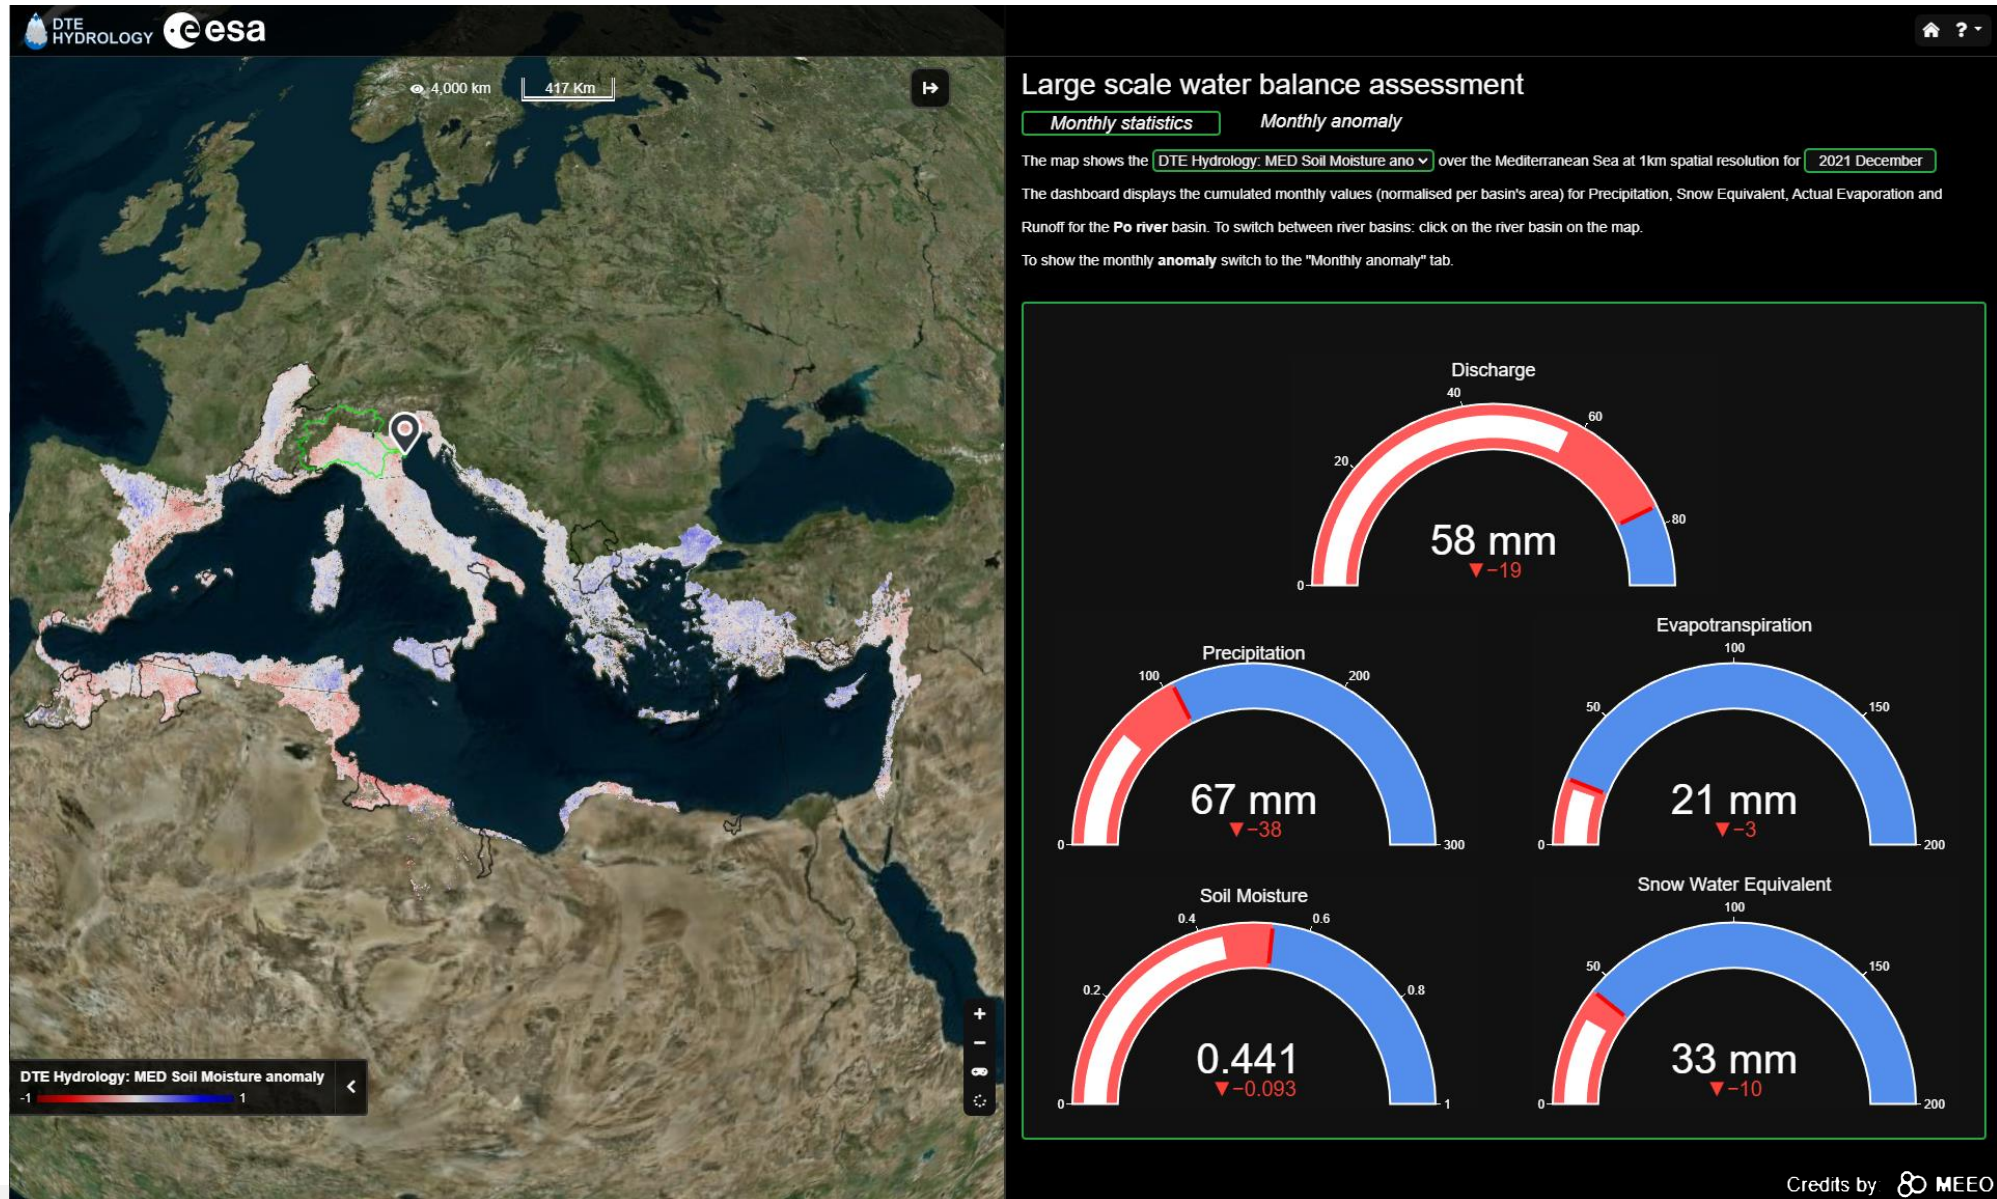 DTE
HYDROLOGY
esa
4,000 km
417 Km
Large scale water balance assessment
Monthly statistics Monthly anomaly
The map shows the DTE Hydrology: MED Soil Moisture ano over the Mediterranean Sea at 1km spatial resolution for 2021 December
The dashboard displays the cumulated monthly values (normalised per basin's area) for Precipitation, Snow Equivalent, Actual Evaporation and
Runoff for the Po river basin. To switch between river basins: click on the river basin on the map.
To show the monthly anomaly switch to the "Monthly anomaly" tab.
Discharge
0 20 40 60 80
58 mm
▼−19
Precipitation
0 100 200 300
67 mm
▼−38
Evapotranspiration
0 50 100 150 200
21 mm
▼−3
Soil Moisture
0 0.2 0.4 0.6 0.8 1
0.441
▼−0.093
Snow Water Equivalent
0 50 100 150 200
33 mm
▼−10
DTE Hydrology: MED Soil Moisture anomaly
-1 1
Credits by MEEO